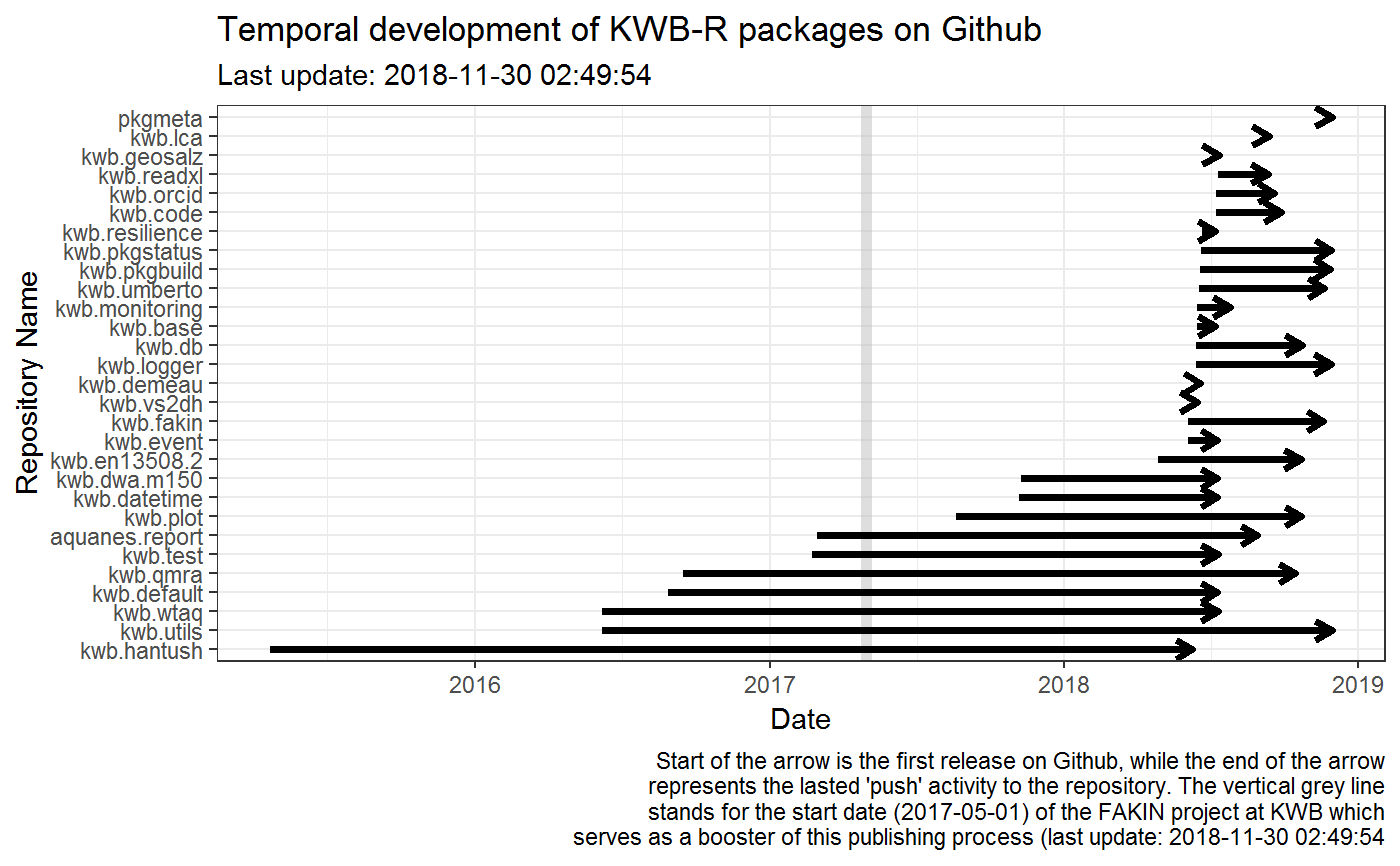 Temporal development of KWB-R packages on Github
Last update: 2018-11-30 02:49:54
Repository Name
pkgmeta
kwb.lca
kwb.geosalz
kwb.readxl
kwb.orcid
kwb.code
kwb.resilience
kwb.pkgstatus
kwb.pkgbuild
kwb.umberto
kwb.monitoring
kwb.base
kwb.db
kwb.logger
kwb.demeau
kwb.vs2dh
kwb.fakin
kwb.event
kwb.en13508.2
kwb.dwa.m150
kwb.datetime
kwb.plot
aquanes.report
kwb.test
kwb.qmra
kwb.default
kwb.wtaq
kwb.utils
kwb.hantush
2016 2017 2018 2019
Date
Start of the arrow is the first release on Github, while the end of the arrow
represents the lasted 'push' activity to the repository. The vertical grey line
stands for the start date (2017-05-01) of the FAKIN project at KWB which
serves as a booster of this publishing process (last update: 2018-11-30 02:49:54